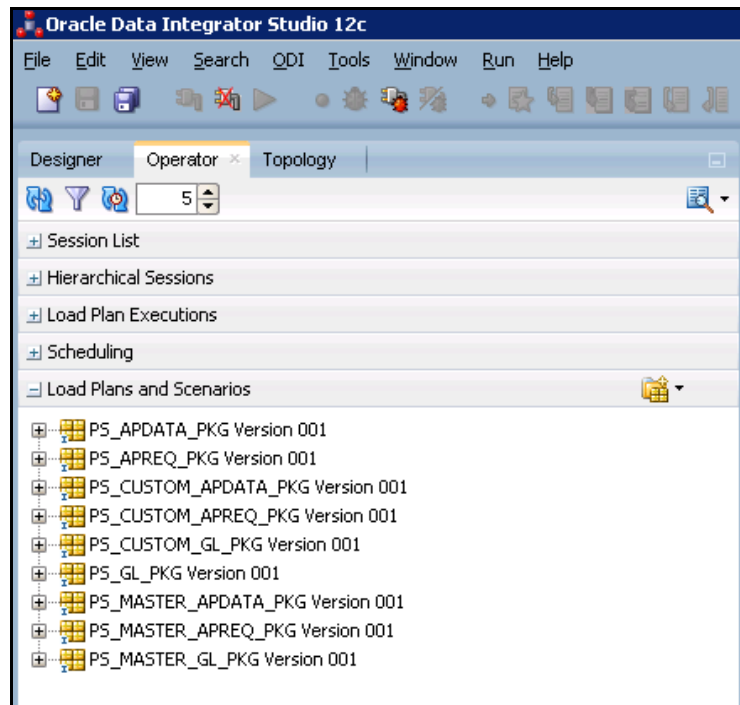 Oracle Data Integrator Studio 12c
File Edit View Search ODI Tools Window Run Help
Designer Operator Topology
5
Session List
Hierarchical Sessions
Load Plan Executions
Scheduling
Load Plans and Scenarios
PS_APDATA_PKG Version 001
PS_APREQ_PKG Version 001
PS_CUSTOM_APDATA_PKG Version 001
PS_CUSTOM_APREQ_PKG Version 001
PS_CUSTOM_GL_PKG Version 001
PS_GL_PKG Version 001
PS_MASTER_APDATA_PKG Version 001
PS_MASTER_APREQ_PKG Version 001
PS_MASTER_GL_PKG Version 001